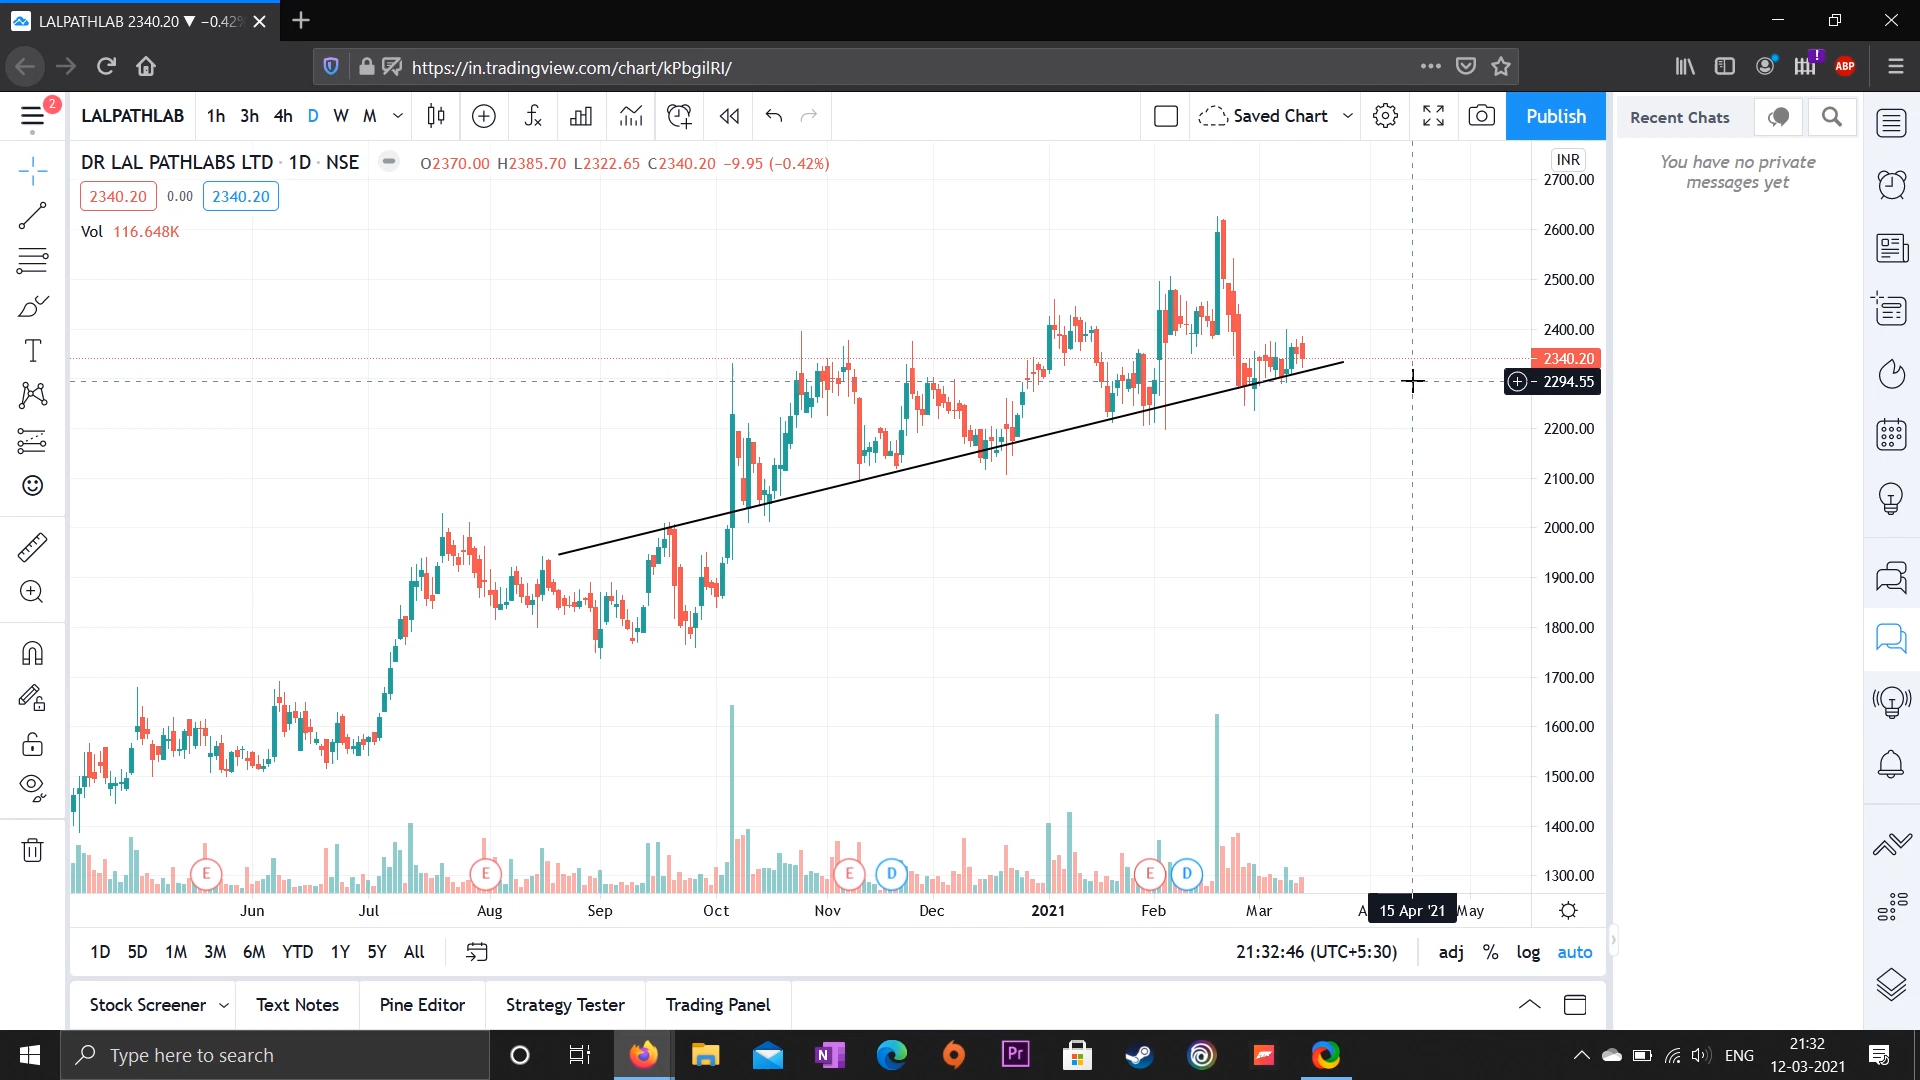 LALPATHLAB 2340.20 ▼ −0.42%
https://in.tradingview.com/chart/kPbgilRI/
ABP
2
LALPATHLAB 1h 3h 4h D W M
Saved Chart
Publish
Recent Chats
You have no private
messages yet
DR LAL PATHLABS LTD · 1D · NSE
O2370.00 H2385.70 L2322.65 C2340.20 −9.95 (−0.42%)
2340.20 0.00 2340.20
Vol 116.648K
INR
2700.00
2600.00
2500.00
2400.00
2340.20
2294.55
2200.00
2100.00
2000.00
1900.00
1800.00
1700.00
1600.00
1500.00
1400.00
1300.00
E E E D E D
Jun Jul Aug Sep Oct Nov Dec 2021 Feb Mar A 15 Apr '21 May
1D 5D 1M 3M 6M YTD 1Y 5Y All
21:32:46 (UTC+5:30) adj % log auto
Stock Screener Text Notes Pine Editor Strategy Tester Trading Panel
Type here to search
N
Pr
ENG
21:32
12-03-2021